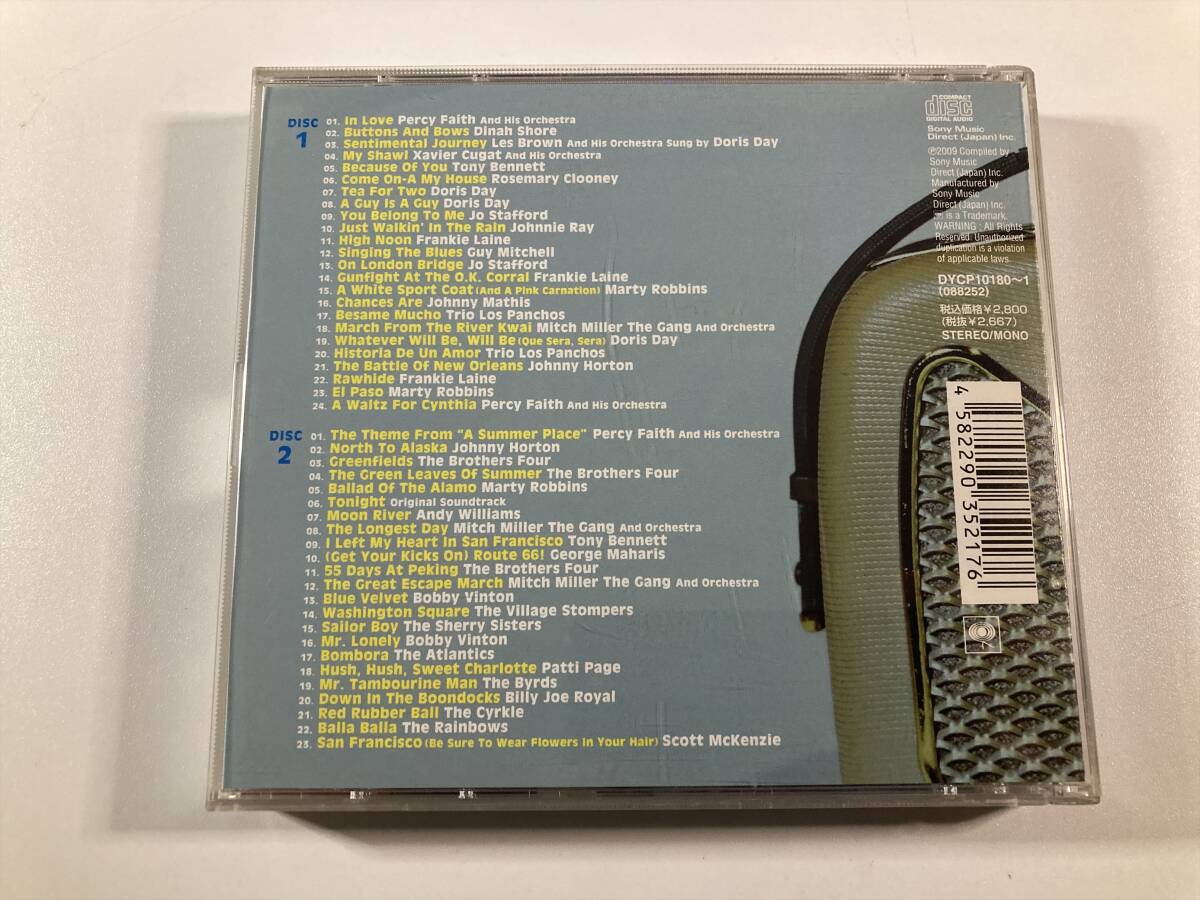 DISC
1
01. In Love Percy Faith And His Orchestra
02. Buttons And Bows Dinah Shore
03. Sentimental Journey Les Brown And His Orchestra Sung by Doris Day
04. My Shawl Xavier Cugat And His Orchestra
05. Because Of You Tony Bennett
06. Come On-A My House Rosemary Clooney
07. Tea For Two Doris Day
08. A Guy Is A Guy Doris Day
09. You Belong To Me Jo Stafford
10. Just Walkin' In The Rain Johnnie Ray
11. High Noon Frankie Laine
12. Singing The Blues Guy Mitchell
13. On London Bridge Jo Stafford
14. Gunfight At The O.K. Corral Frankie Laine
15. A White Sport Coat (And A Pink Carnation) Marty Robbins
16. Chances Are Johnny Mathis
17. Besame Mucho Trio Los Panchos
18. March From The River Kwai Mitch Miller The Gang And Orchestra
19. Whatever Will Be, Will Be (Que Sera, Sera) Doris Day
20. Historia De Un Amor Trio Los Panchos
21. The Battle Of New Orleans Johnny Horton
22. Rawhide Frankie Laine
23. El Paso Marty Robbins
24. A Waltz For Cynthia Percy Faith And His Orchestra
DISC
2
01. The Theme From "A Summer Place" Percy Faith And His Orchestra
02. North To Alaska Johnny Horton
03. Greenfields The Brothers Four
04. The Green Leaves Of Summer The Brothers Four
05. Ballad Of The Alamo Marty Robbins
06. Tonight Original Soundtrack
07. Moon River Andy Williams
08. The Longest Day Mitch Miller The Gang And Orchestra
09. I Left My Heart In San Francisco Tony Bennett
10. (Get Your Kicks On) Route 66! George Maharis
11. 55 Days At Peking The Brothers Four
12. The Great Escape March Mitch Miller The Gang And Orchestra
13. Blue Velvet Bobby Vinton
14. Washington Square The Village Stompers
15. Sailor Boy The Sherry Sisters
16. Mr. Lonely Bobby Vinton
17. Bombora The Atlantics
18. Hush, Hush, Sweet Charlotte Patti Page
19. Mr. Tambourine Man The Byrds
20. Down In The Boondocks Billy Joe Royal
21. Red Rubber Ball The Cyrkle
22. Balla Balla The Rainbows
23. San Francisco (Be Sure To Wear Flowers In Your Hair) Scott McKenzie
COMPACT
disc
DIGITAL AUDIO
Sony Music
Direct (Japan) Inc.
℗2009 Compiled by
Sony Music
Direct (Japan) Inc.
Manufactured by
Sony Music
Direct (Japan) Inc.
is a Trademark.
WARNING : All Rights
Reserved. Unauthorized
duplication is a violation
of applicable laws.
DYCP10180〜1
(088252)
税込価格¥2,800
(税抜¥2,667)
STEREO/MONO
4 582290 352176